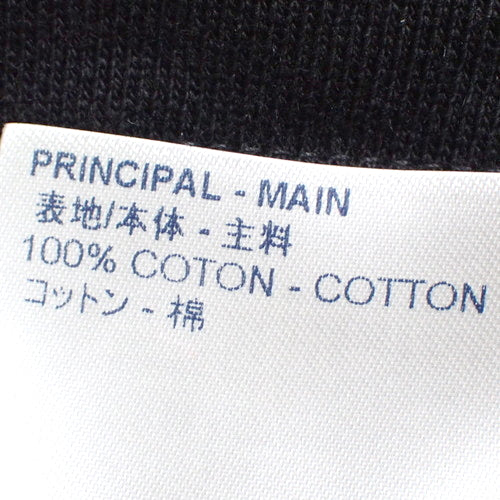 PRINCIPAL - MAIN
表地/本体 - 主料
100% COTON - COTTON
コットン - 棉